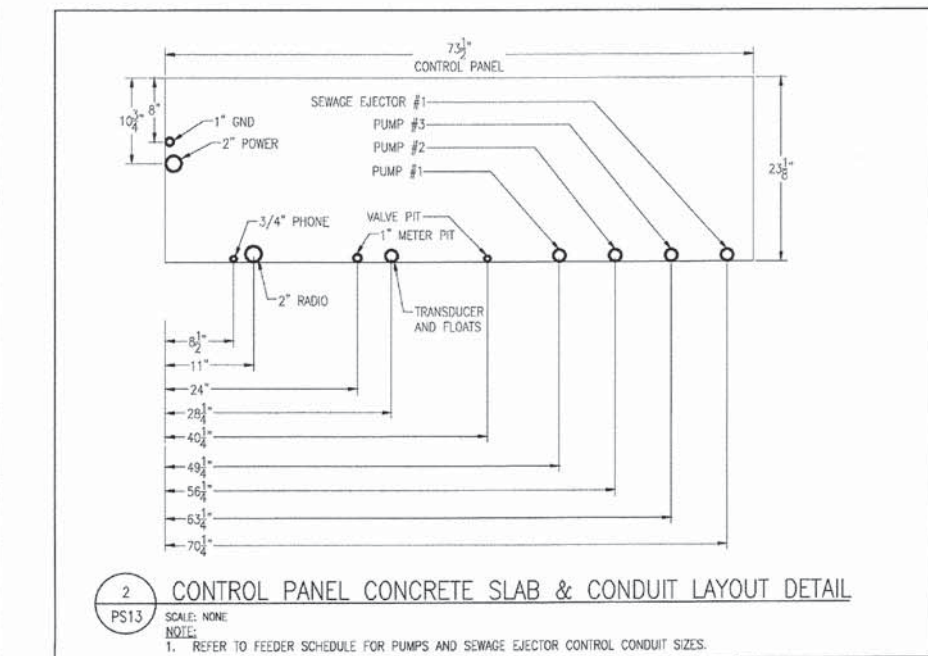 73 1/2"
CONTROL PANEL
10 3/4"
8"
1" GND
2" POWER
SEWAGE EJECTOR #1
PUMP #3
PUMP #2
PUMP #1
23 1/8"
3/4" PHONE
VALVE PIT
1" METER PIT
2" RADIO
TRANSDUCER
AND FLOATS
8 1/2"
11"
24"
28 1/4"
40 1/4"
49 1/4"
56 1/4"
63 1/4"
70 1/4"
2
PS13
CONTROL PANEL CONCRETE SLAB & CONDUIT LAYOUT DETAIL
SCALE: NONE
NOTE:
1. REFER TO FEEDER SCHEDULE FOR PUMPS AND SEWAGE EJECTOR CONTROL CONDUIT SIZES.